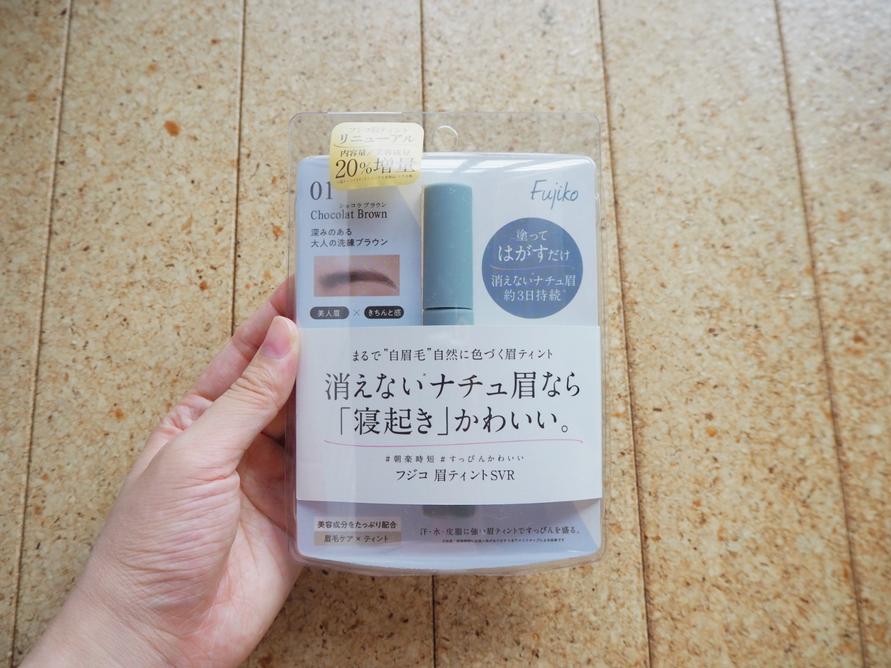 フジコ眉ティント
リニューアル
20%増量
01
ショコラ ブラウン
Chocolat Brown
深みのある
大人の洗練ブラウン
美人眉 × きちんと感
Fujiko
塗って
はがすだけ
消えないナチュ眉
約3日持続
まるで"自眉毛"自然に色づく眉ティント
消えないナチュ眉なら
「寝起き」かわいい。
#朝楽時短 #すっぴんかわいい
フジコ 眉ティントSVR
美容成分をたっぷり配合
眉毛ケア × ティント
汗・水・皮脂に強い眉ティントですっぴんを盛る。